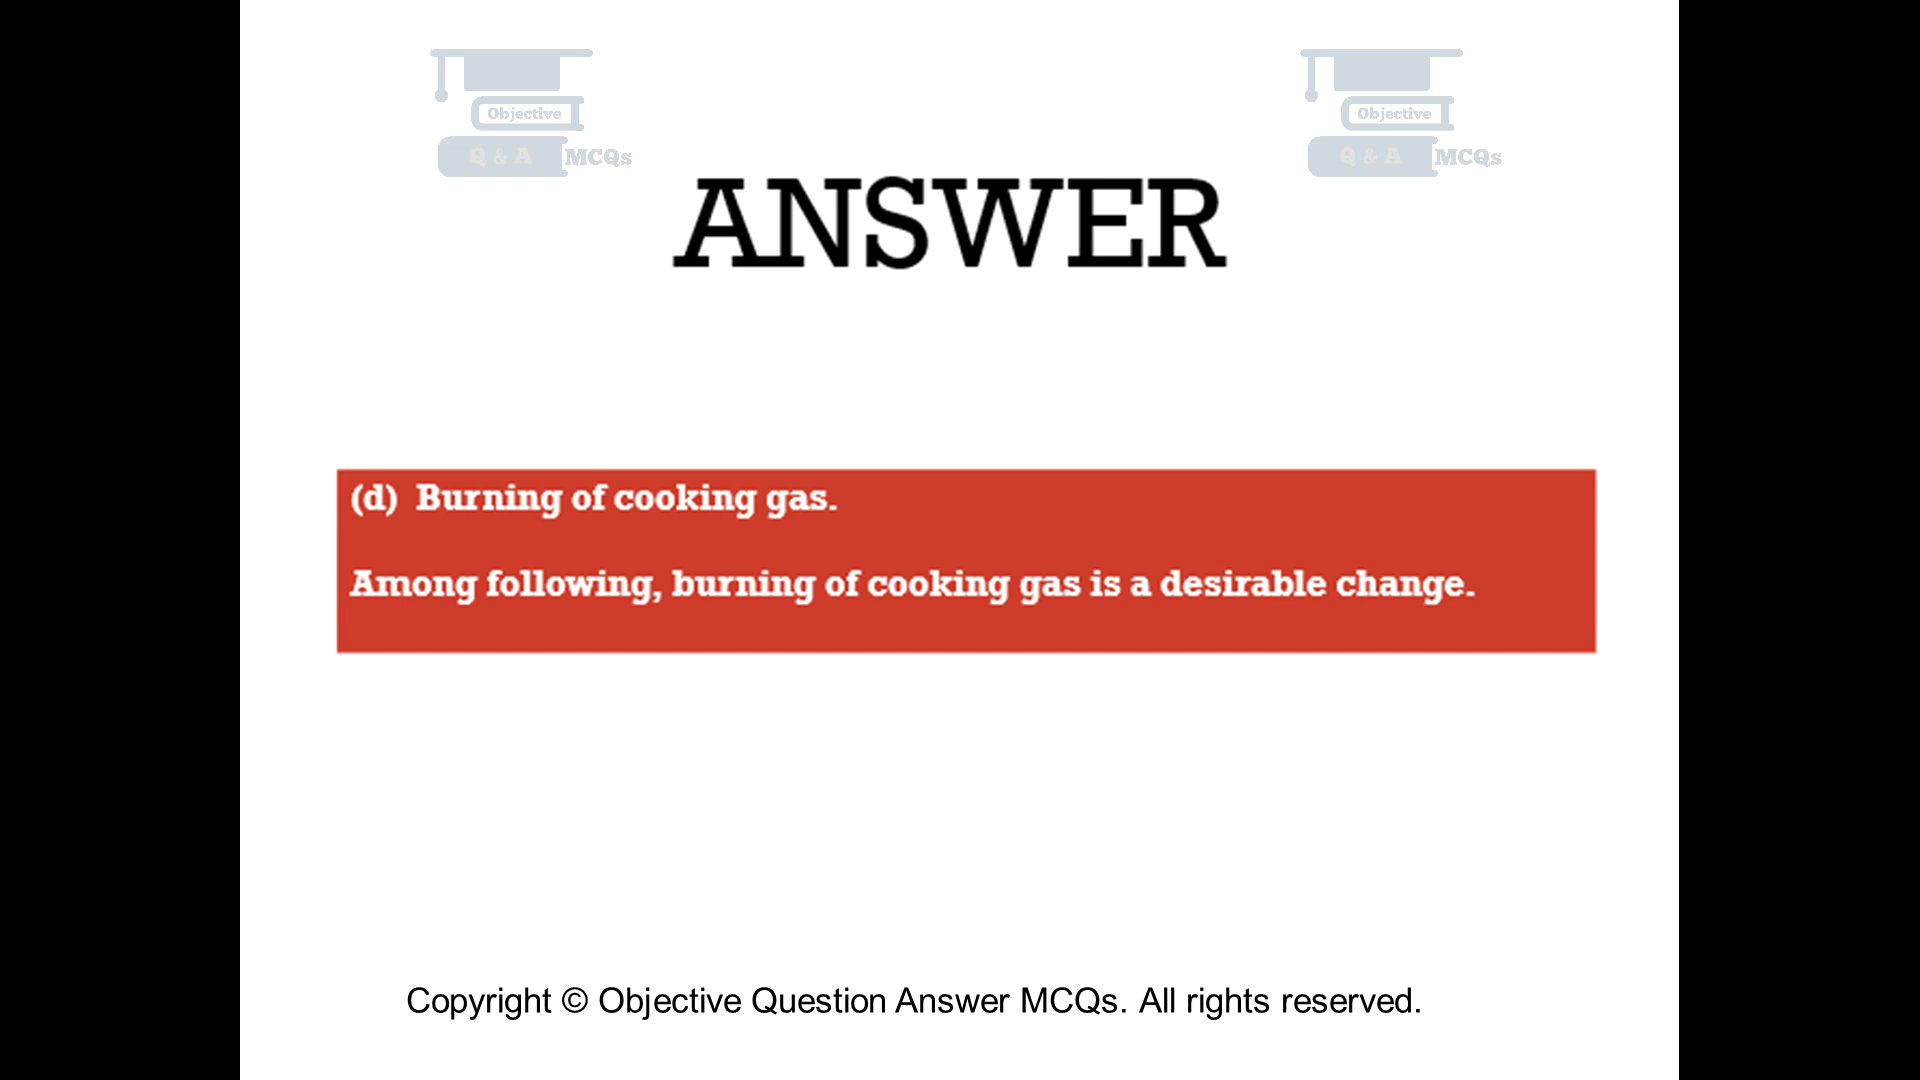 Objective
Q & A MCQs
Objective
Q & A MCQs
ANSWER
(d) Burning of cooking gas.
Among following, burning of cooking gas is a desirable change.
Copyright © Objective Question Answer MCQs. All rights reserved.